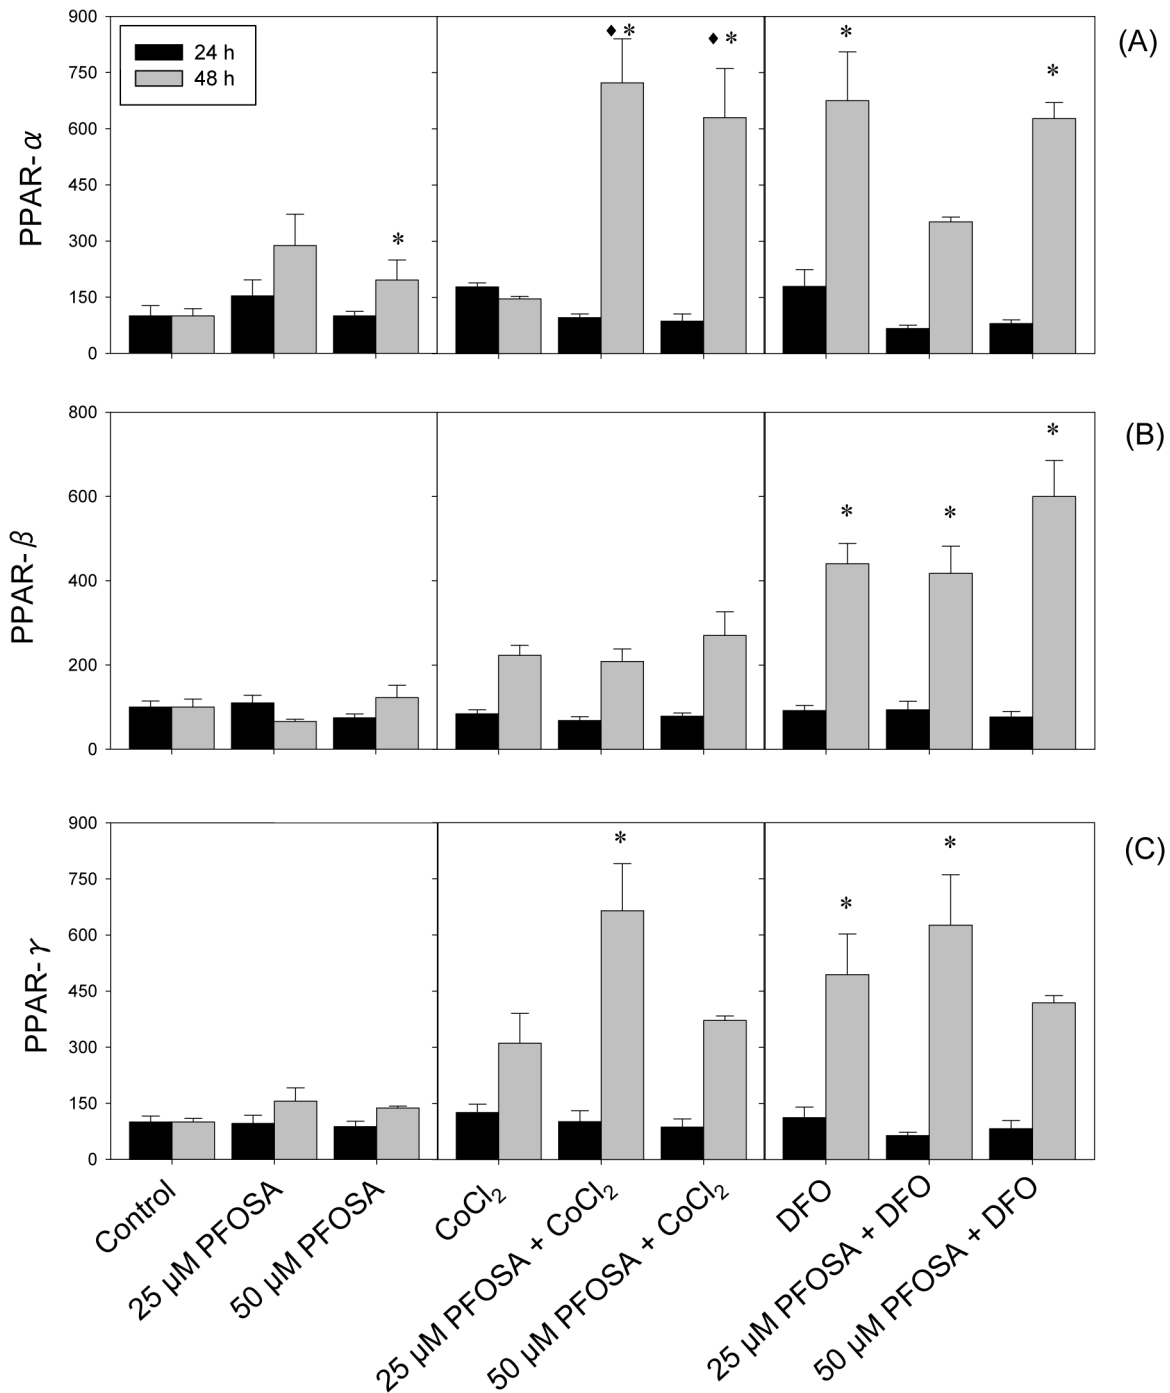 24 h
48 h
(A)
PPAR-α
900
750
600
450
300
150
0
♦ *
♦ *
*
*
*
(B)
PPAR-β
800
600
400
200
0
*
*
*
(C)
PPAR-γ
900
750
600
450
300
150
0
*
*
*
Control
25 µM PFOSA
50 µM PFOSA
CoCl₂
25 µM PFOSA + CoCl₂
50 µM PFOSA + CoCl₂
DFO
25 µM PFOSA + DFO
50 µM PFOSA + DFO